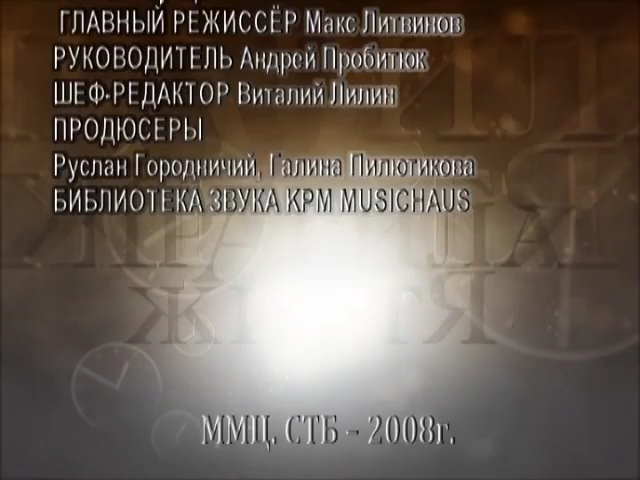 ГЛАВНЫЙ РЕЖИССЁР Макс Литвинов
РУКОВОДИТЕЛЬ Андрей Пробитюк
ШЕФ-РЕДАКТОР Виталий Лилин
ПРОДЮСЕРЫ
Руслан Городничий, Галина Пилютикова
БИБЛИОТЕКА ЗВУКА KPM MUSICHAUS
ММЦ. СТБ - 2008г.